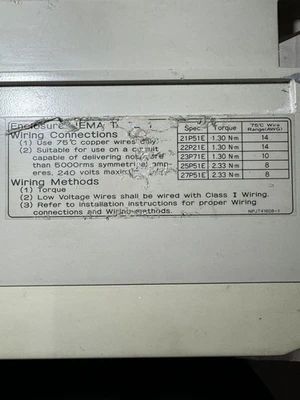 Enclosure NEMA
Wiring Connections
(1) Use 75℃ copper wires only.
(2) Suitable for use on a circuit
capable of delivering not more
than 5000rms symmetrical amp-
eres, 240 volts
Wiring Methods
(1) Torque
(2) Low Voltage Wires shall be wired with Class I Wiring.
(3) Refer to installation instructions for proper Wiring
connections and Wiring methods.
Spec Torque 75℃ Wire Range(AWG)
21P51E 1.30 N·m 14
22P21E 1.30 N·m 14
23P71E 1.30 N·m 10
25P51E 2.33 N·m 8
27P51E 2.33 N·m 8
NPJT41608-1